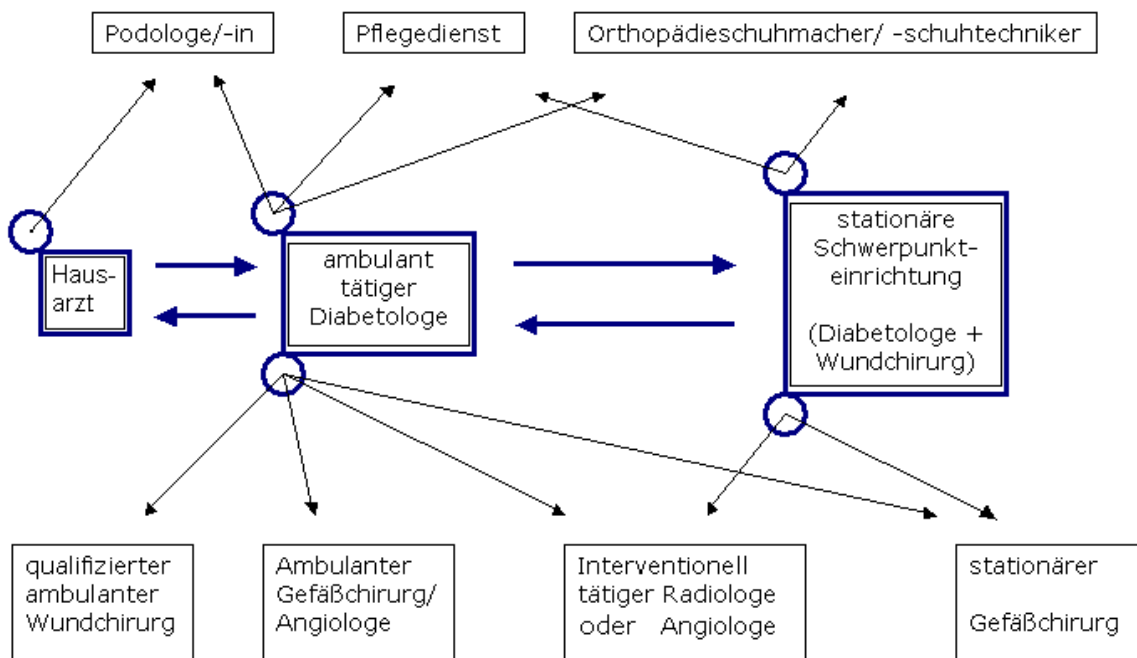 Podologe/-in
Pflegedienst
Orthopädieschuhmacher/ -schuhtechniker
Haus-
arzt
ambulant
tätiger
Diabetologe
stationäre
Schwerpunkt-
einrichtung
(Diabetologe +
Wundchirurg)
qualifizierter
ambulanter
Wundchirurg
Ambulanter
Gefäßchirurg/
Angiologe
Interventionell
tätiger Radiologe
oder Angiologe
stationärer
Gefäßchirurg